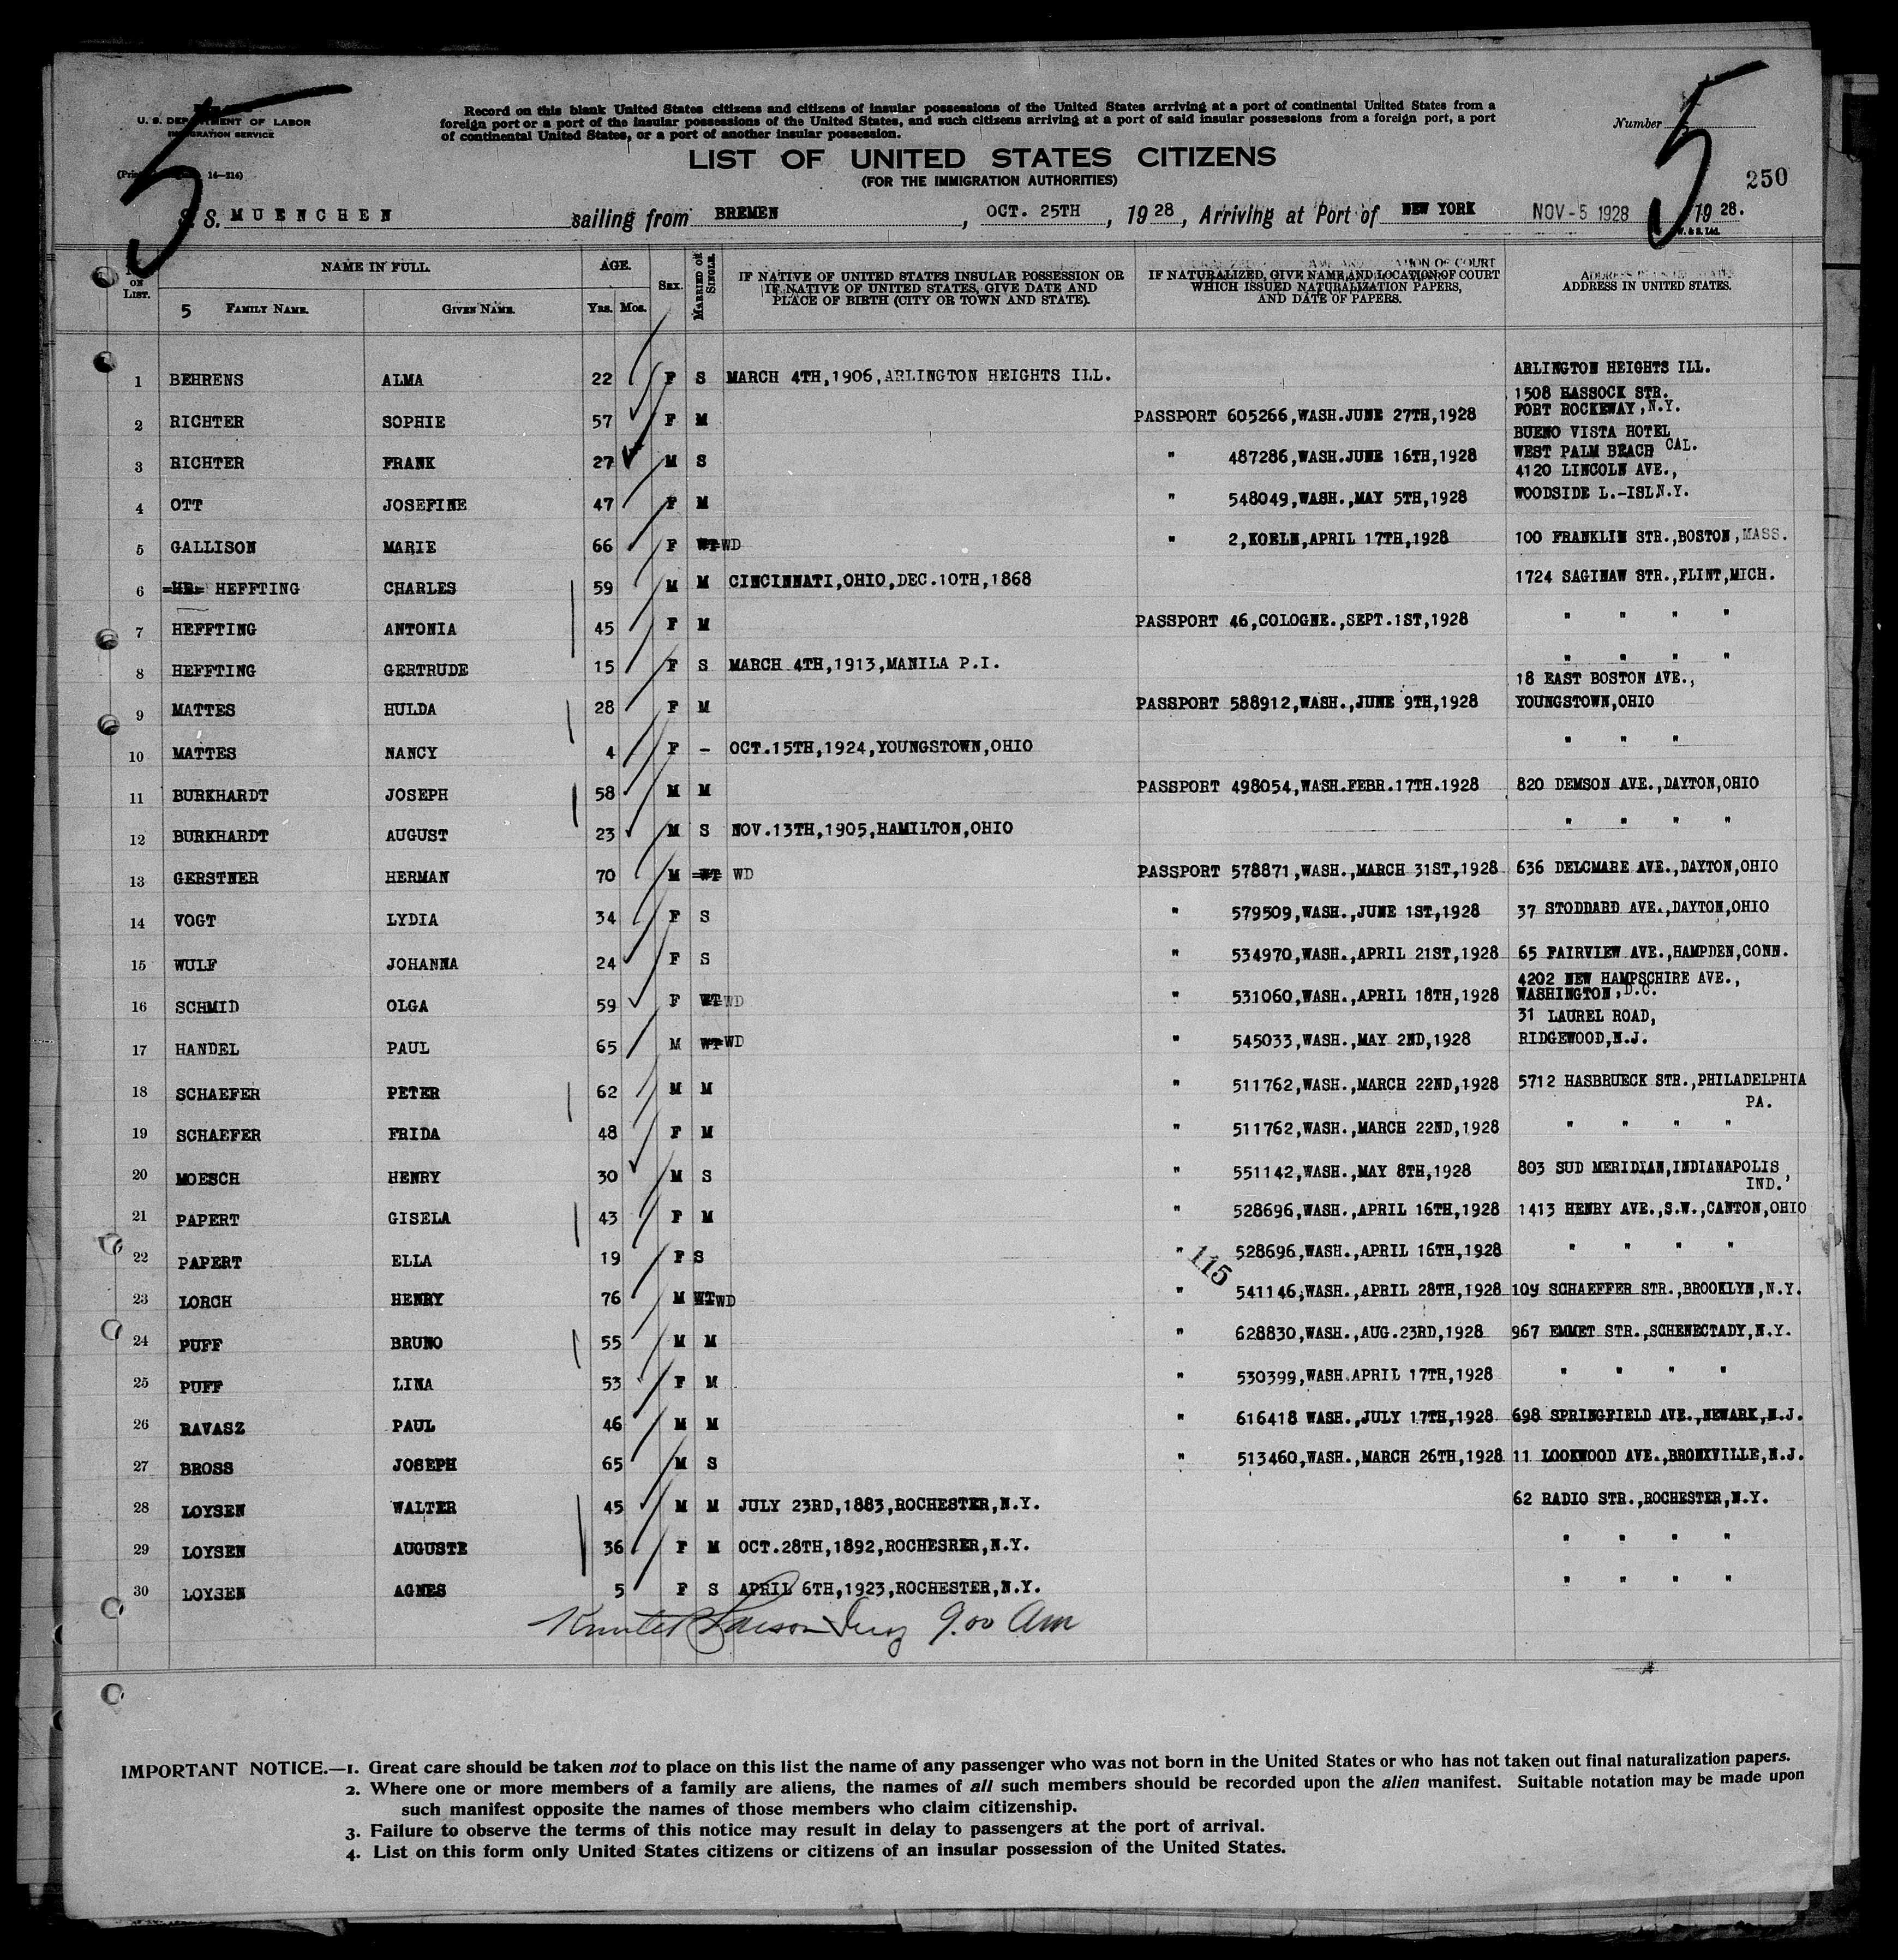 U. S. DEPARTMENT OF LABOR
IMMIGRATION SERVICE
14—214)
Record on this blank United States citizens and citizens of insular possessions of the United States arriving at a port of continental United States from a
foreign port or a port of the insular possessions of the United States, and such citizens arriving at a port of said insular possessions from a foreign port, a port
of continental United States, or a port of another insular possession.
Number
5
5
250
LIST OF UNITED STATES CITIZENS
(FOR THE IMMIGRATION AUTHORITIES)
S. S. MUENCHEN sailing from BREMEN, OCT. 25TH, 1928, Arriving at Port of NEW YORK NOV - 5 1928 1928.
ON LIST. NAME IN FULL. AGE. SEX. MARRIED OR SINGLE. IF NATIVE OF UNITED STATES INSULAR POSSESSION OR IF NATIVE OF UNITED STATES, GIVE DATE AND PLACE OF BIRTH (CITY OR TOWN AND STATE). IF NATURALIZED, GIVE NAME AND LOCATION OF COURT WHICH ISSUED NATURALIZATION PAPERS, AND DATE OF PAPERS. ADDRESS IN UNITED STATES.
5 FAMILY NAME. GIVEN NAME. YRS. MOS.
1 BEHRENS ALMA 22 F S MARCH 4TH,1906,ARLINGTON HEIGHTS ILL. ARLINGTON HEIGHTS ILL.
2 RICHTER SOPHIE 57 F M PASSPORT 605266,WASH.JUNE 27TH,1928 1508 HASSOCK STR. FORT ROCKEWAY,N.Y.
3 RICHTER FRANK 27 M S " 487286,WASH.JUNE 16TH,1928 BUENO VISTA HOTEL WEST PALM BEACH CAL.
4 OTT JOSEFINE 47 F M " 548049,WASH.,MAY 5TH,1928 4120 LINCOLN AVE., WOODSIDE L.-ISLN.Y.
5 GALLISON MARIE 66 F WT WD " 2,KOELN,APRIL 17TH,1928 100 FRANKLIN STR.,BOSTON,MASS.
6 HE HEFFTING CHARLES 59 M M CINCINNATI,OHIO,DEC.10TH,1868 1724 SAGINAW STR.,FLINT,MICH.
7 HEFFTING ANTONIA 45 F M PASSPORT 46,COLOGNE.,SEPT.1ST,1928 " " " "
8 HEFFTING GERTRUDE 15 F S MARCH 4TH,1913,MANILA P.I. " " " "
9 MATTES HULDA 28 F M PASSPORT 588912,WASH.,JUNE 9TH,1928 18 EAST BOSTON AVE., YOUNGSTOWN,OHIO
10 MATTES NANCY 4 F - OCT.15TH,1924,YOUNGSTOWN,OHIO " " "
11 BURKHARDT JOSEPH 58 M M PASSPORT 498054,WASH.FEBR.17TH.1928 820 DEMSON AVE.,DAYTON,OHIO
12 BURKHARDT AUGUST 23 M S NOV.13TH,1905,HAMILTON,OHIO " " " "
13 GERSTNER HERMAN 70 M WT WD PASSPORT 578871,WASH.,MARCH 31ST,1928 636 DELCMARE AVE.,DAYTON,OHIO
14 VOGT LYDIA 34 F S " 579509,WASH.,JUNE 1ST,1928 37 STODDARD AVE.,DAYTON,OHIO
15 WULF JOHANNA 24 F S " 534970,WASH.,APRIL 21ST,1928 65 FAIRVIEW AVE.,HAMPDEN,CONN.
16 SCHMID OLGA 59 F WT WD " 531060,WASH.,APRIL 18TH,1928 4202 NEW HAMPSCHIRE AVE., WASHINGTON,D.C.
17 HANDEL PAUL 65 M WT WD " 545033,WASH.,MAY 2ND,1928 31 LAUREL ROAD, RIDGEWOOD,N.J.
18 SCHAEFER PETER 62 M M " 511762,WASH.,MARCH 22ND,1928 5712 HASBRUECK STR.,PHILADELPHIA PA.
19 SCHAEFER FRIDA 48 F M " 511762,WASH.,MARCH 22ND,1928 " " " "
20 MOESCH HENRY 30 M S " 551142,WASH.,MAY 8TH,1928 803 SUD MERIDIAN,INDIANAPOLIS, IND.
21 PAPERT GISELA 43 F M " 528696,WASH.,APRIL 16TH,1928 1413 HENRY AVE.,S.W.,CANTON,OHIO
22 PAPERT ELLA 19 F S " 528696,WASH.,APRIL 16TH,1928 " " " "
115
23 LORCH HENRY 76 M WT WD " 541146,WASH.,APRIL 28TH,1928 109 SCHAEFFER STR.,BROOKLYN,N.Y.
24 PUFF BRUNO 55 M M " 628830,WASH.,AUG.23RD,1928 967 EMMET STR.,SCHENECTADY,N.Y.
25 PUFF LINA 53 F M " 530399,WASH.APRIL 17TH,1928 " " " "
26 RAVASZ PAUL 46 M M " 616418 WASH.,JULY 17TH,1928 698 SPRINGFIELD AVE.,NEWARK,N.J.
27 BROSS JOSEPH 65 M S " 513460,WASH.,MARCH 26TH,1928 11 LOOKWOOD AVE.,BRONXVILLE,N.J.
28 LOYSEN WALTER 45 M M JULY 23RD,1883,ROCHESTER,N.Y. 62 RADIO STR.,ROCHESTER,N.Y.
29 LOYSEN AUGUSTE 36 F M OCT.28TH,1892,ROCHESRER,N.Y. " " " "
30 LOYSEN AGNES 5 F S APRIL 6TH,1923,ROCHESTER,N.Y. " " " "
9.00 Am
IMPORTANT NOTICE.—1. Great care should be taken not to place on this list the name of any passenger who was not born in the United States or who has not taken out final naturalization papers.
2. Where one or more members of a family are aliens, the names of all such members should be recorded upon the alien manifest. Suitable notation may be made upon
such manifest opposite the names of those members who claim citizenship.
3. Failure to observe the terms of this notice may result in delay to passengers at the port of arrival.
4. List on this form only United States citizens or citizens of an insular possession of the United States.